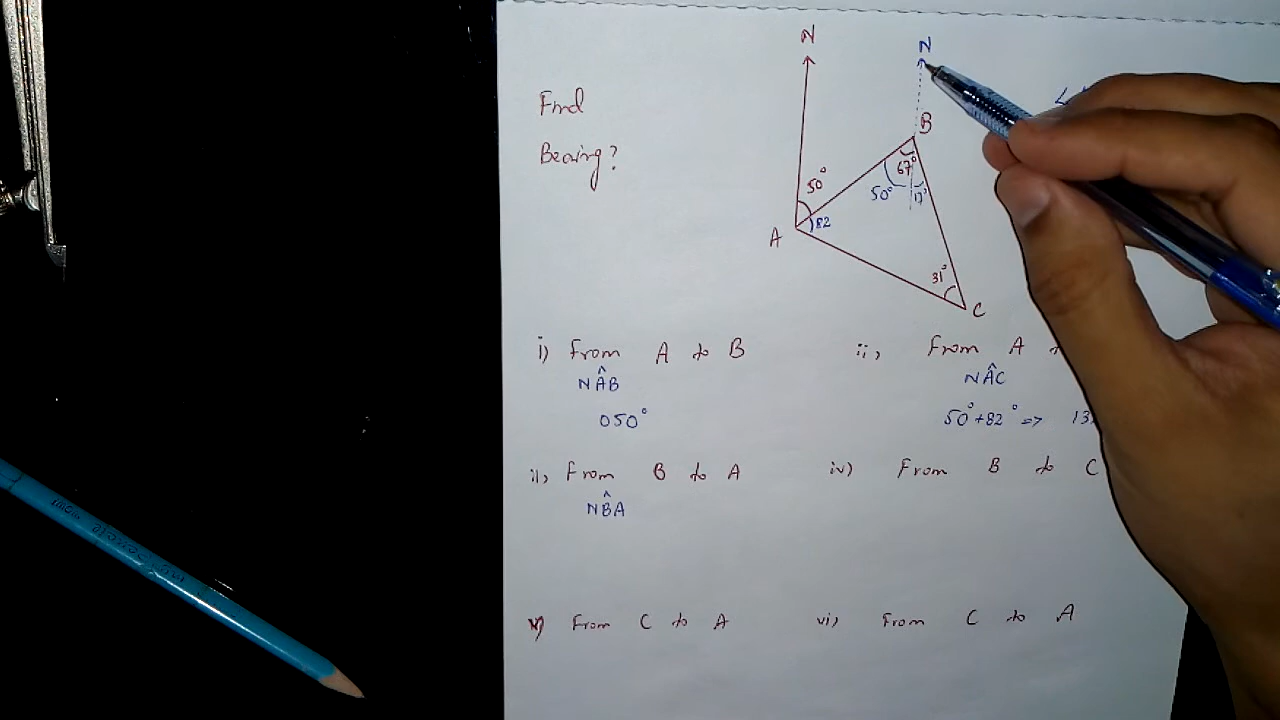 N
N
Find
Bearing?
B
67°
50°
50° 17°
A
82
31°
C
i) From A to B
ii, From A
NÂB
NÂC
050°
50°+82° =>
ii, From B to A
iv) From B to C
NB̂A
v) From C to A
vi, From C to A